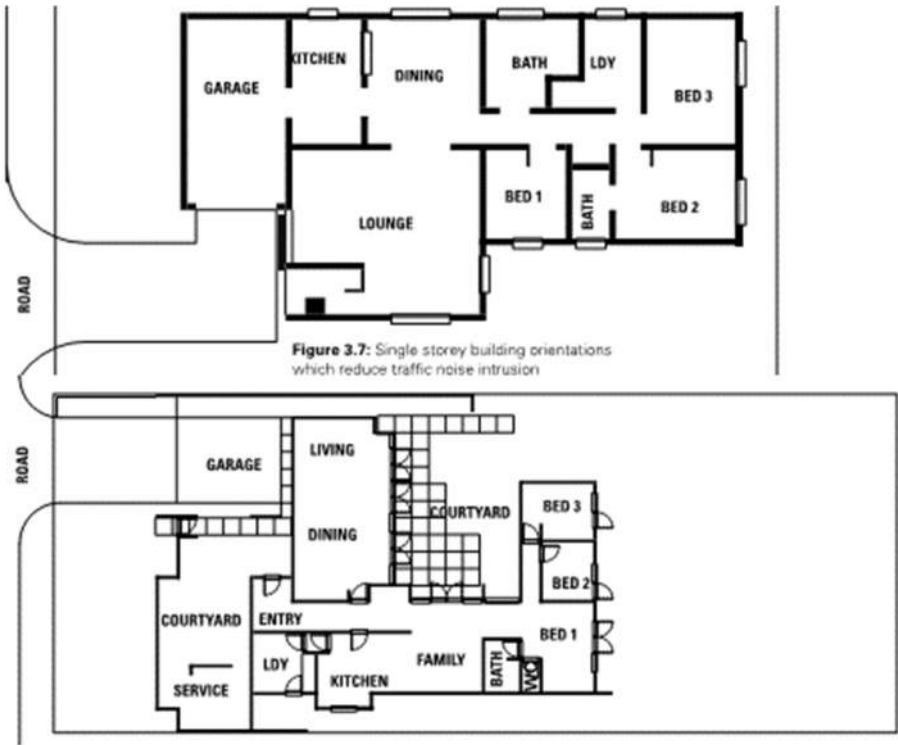 KITCHEN
BATH
LDY
DINING
GARAGE
BED 3
BED 1
BATH
BED 2
LOUNGE
ROAD
Figure 3.7: Single storey building orientations
which reduce traffic noise intrusion
ROAD
LIVING
GARAGE
COURTYARD
BED 3
DINING
BED 2
COURTYARD
ENTRY
BED 1
FAMILY
LDY
KITCHEN
BATH
WC
SERVICE